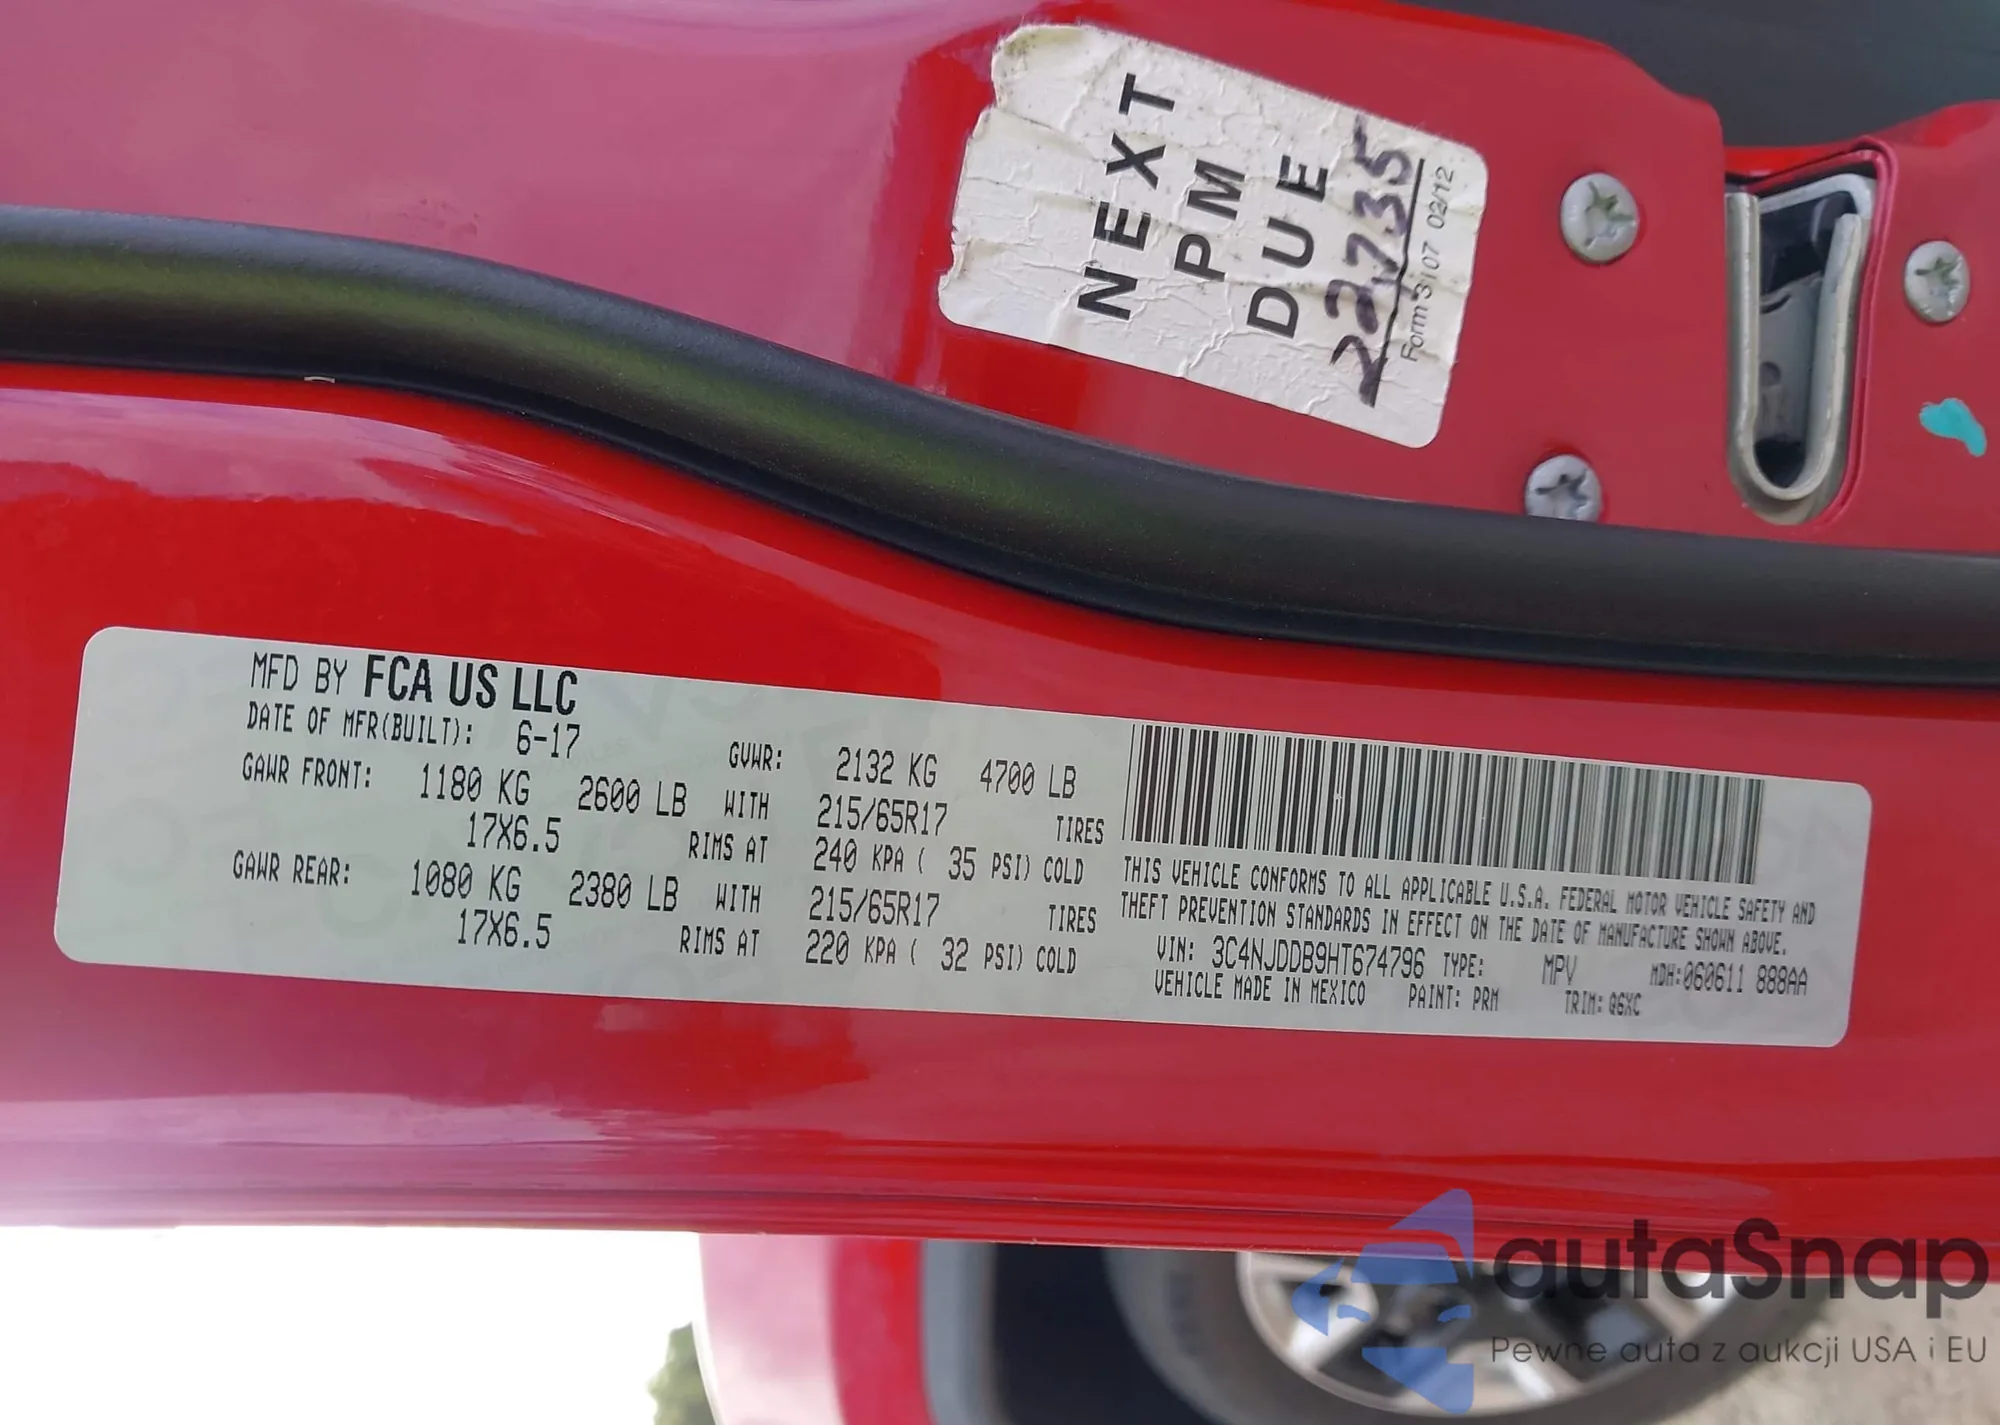 NEXT
PM
DUE
22,735
Form 3107 02/12
MFD BY FCA US LLC
DATE OF MFR(BUILT): 6-17 GVWR: 2132 KG 4700 LB
GAWR FRONT: 1180 KG 2600 LB WITH 215/65R17 TIRES
17X6.5 RIMS AT 240 KPA ( 35 PSI) COLD
GAWR REAR: 1080 KG 2380 LB WITH 215/65R17 TIRES
17X6.5 RIMS AT 220 KPA ( 32 PSI) COLD
THIS VEHICLE CONFORMS TO ALL APPLICABLE U.S.A. FEDERAL MOTOR VEHICLE SAFETY AND
THEFT PREVENTION STANDARDS IN EFFECT ON THE DATE OF MANUFACTURE SHOWN ABOVE.
VIN: 3C4NJDDB9HT674796 TYPE: MPV MDH:060611 888AA
VEHICLE MADE IN MEXICO PAINT: PRM TRIM: Q6XC
autaSnap
Pewne auta z aukcji USA i EU